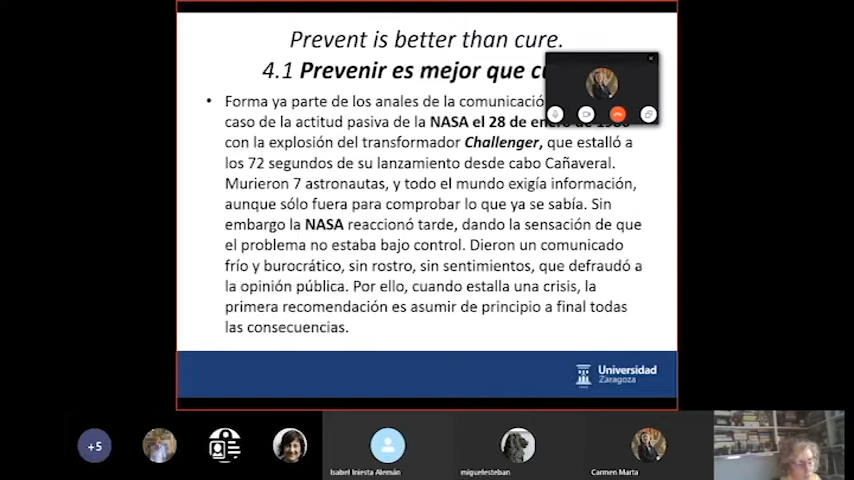 Prevent is better than cure.
4.1 Prevenir es mejor que
• Forma ya parte de los anales de la
caso de la actitud pasiva de la NASA el 28 de
con la explosión del transformador Challenger, que estalló a
los 72 segundos de su lanzamiento desde cabo Cañaveral.
Murieron 7 astronautas, y todo el mundo exigía información,
aunque sólo fuera para comprobar lo que ya se sabía. Sin
embargo la NASA reaccionó tarde, dando la sensación de que
el problema no estaba bajo control. Dieron un comunicado
frío y burocrático, sin rostro, sin sentimientos, que defraudó a
la opinión pública. Por ello, cuando estalla una crisis, la
primera recomendación es asumir de principio a final todas
las consecuencias.
Universidad
Zaragoza
+5
Isabel Iniesta Alemán
miguelesteban
Carmen Marta